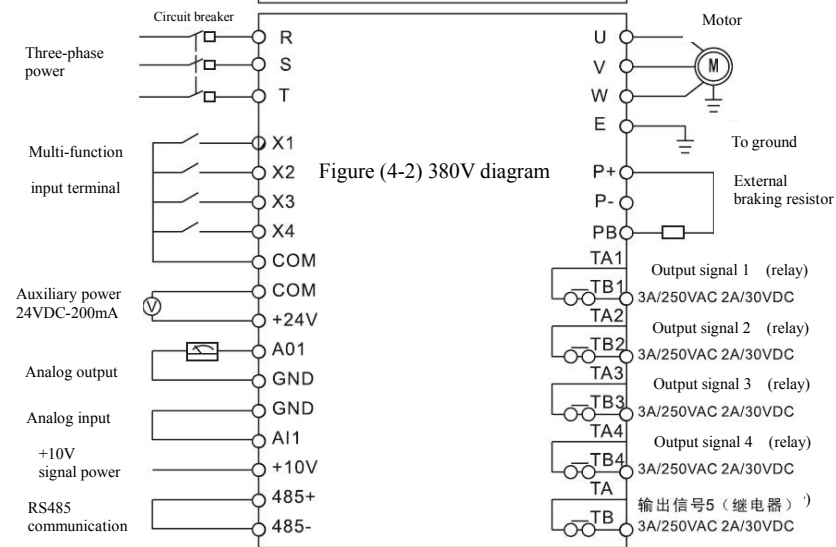 Circuit breaker
Three-phase
power
R
S
T
Multi-function
input terminal
X1
X2
X3
X4
COM
Auxiliary power
24VDC-200mA
V
COM
+24V
Analog output
A01
GND
Analog input
GND
AI1
+10V
signal power
+10V
RS485
communication
485+
485-
Figure (4-2) 380V diagram
Motor
U
V
W
M
E
To ground
P+
P-
PB
External
braking resistor
TA1
Output signal 1 (relay)
TB1
3A/250VAC 2A/30VDC
TA2
Output signal 2 (relay)
TB2
3A/250VAC 2A/30VDC
TA3
Output signal 3 (relay)
TB3
3A/250VAC 2A/30VDC
TA4
Output signal 4 (relay)
TB4
3A/250VAC 2A/30VDC
TA
输出信号5（继电器） )
TB
3A/250VAC 2A/30VDC